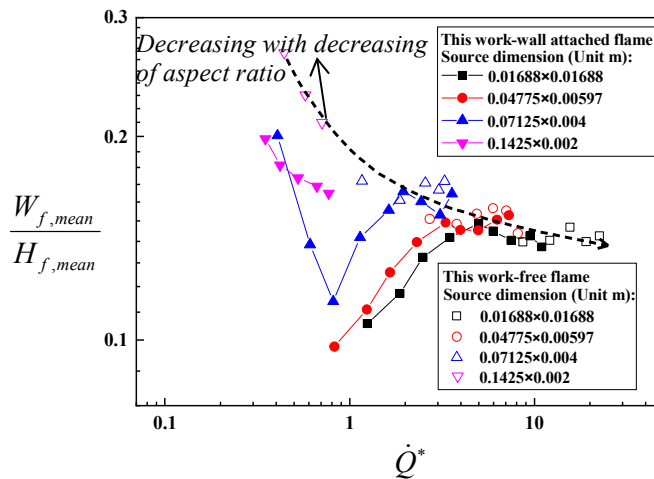 0.3
Decreasing with decreasing
of aspect ratio
This work-wall attached flame
Source dimension (Unit m):
0.01688×0.01688
0.04775×0.00597
0.07125×0.004
0.1425×0.002
0.2
W_{f,mean}
H_{f,mean}
This work-free flame
Source dimension (Unit m):
0.01688×0.01688
0.04775×0.00597
0.07125×0.004
0.1425×0.002
0.1
0.1 1 10
Q̇*